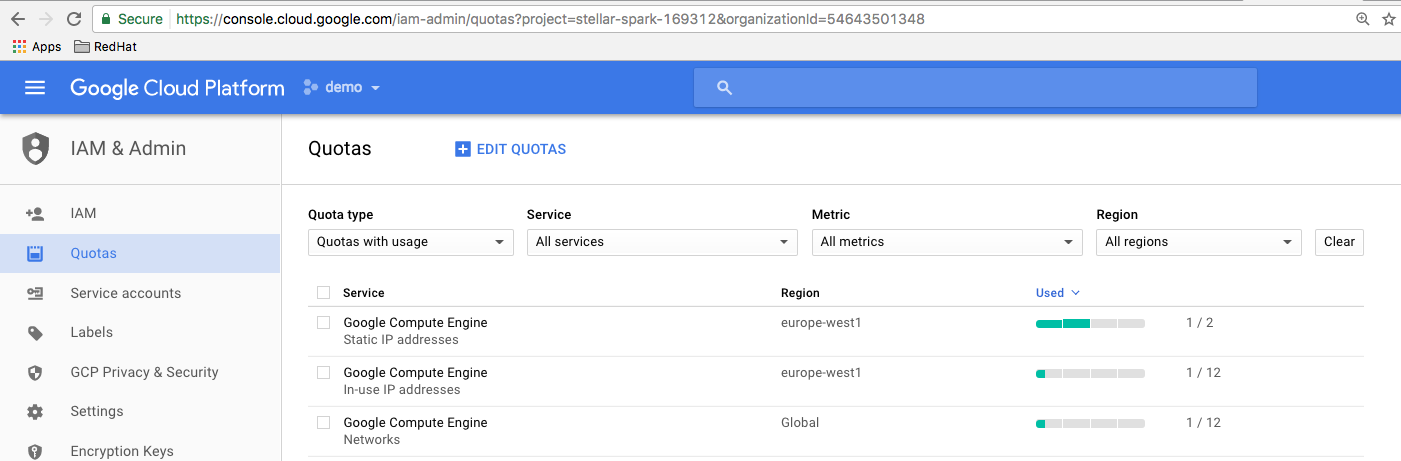 Secure https://console.cloud.google.com/iam-admin/quotas?project=stellar-spark-169312&organizationId=54643501348
Apps RedHat
Google Cloud Platform demo
IAM & Admin
Quotas EDIT QUOTAS
IAM
Quotas
Service accounts
Labels
GCP Privacy & Security
Settings
Encryption Keys
Quota type Service Metric Region
Quotas with usage All services All metrics All regions Clear
Service Region Used
Google Compute Engine europe-west1 1 / 2
Static IP addresses
Google Compute Engine europe-west1 1 / 12
In-use IP addresses
Google Compute Engine Global 1 / 12
Networks